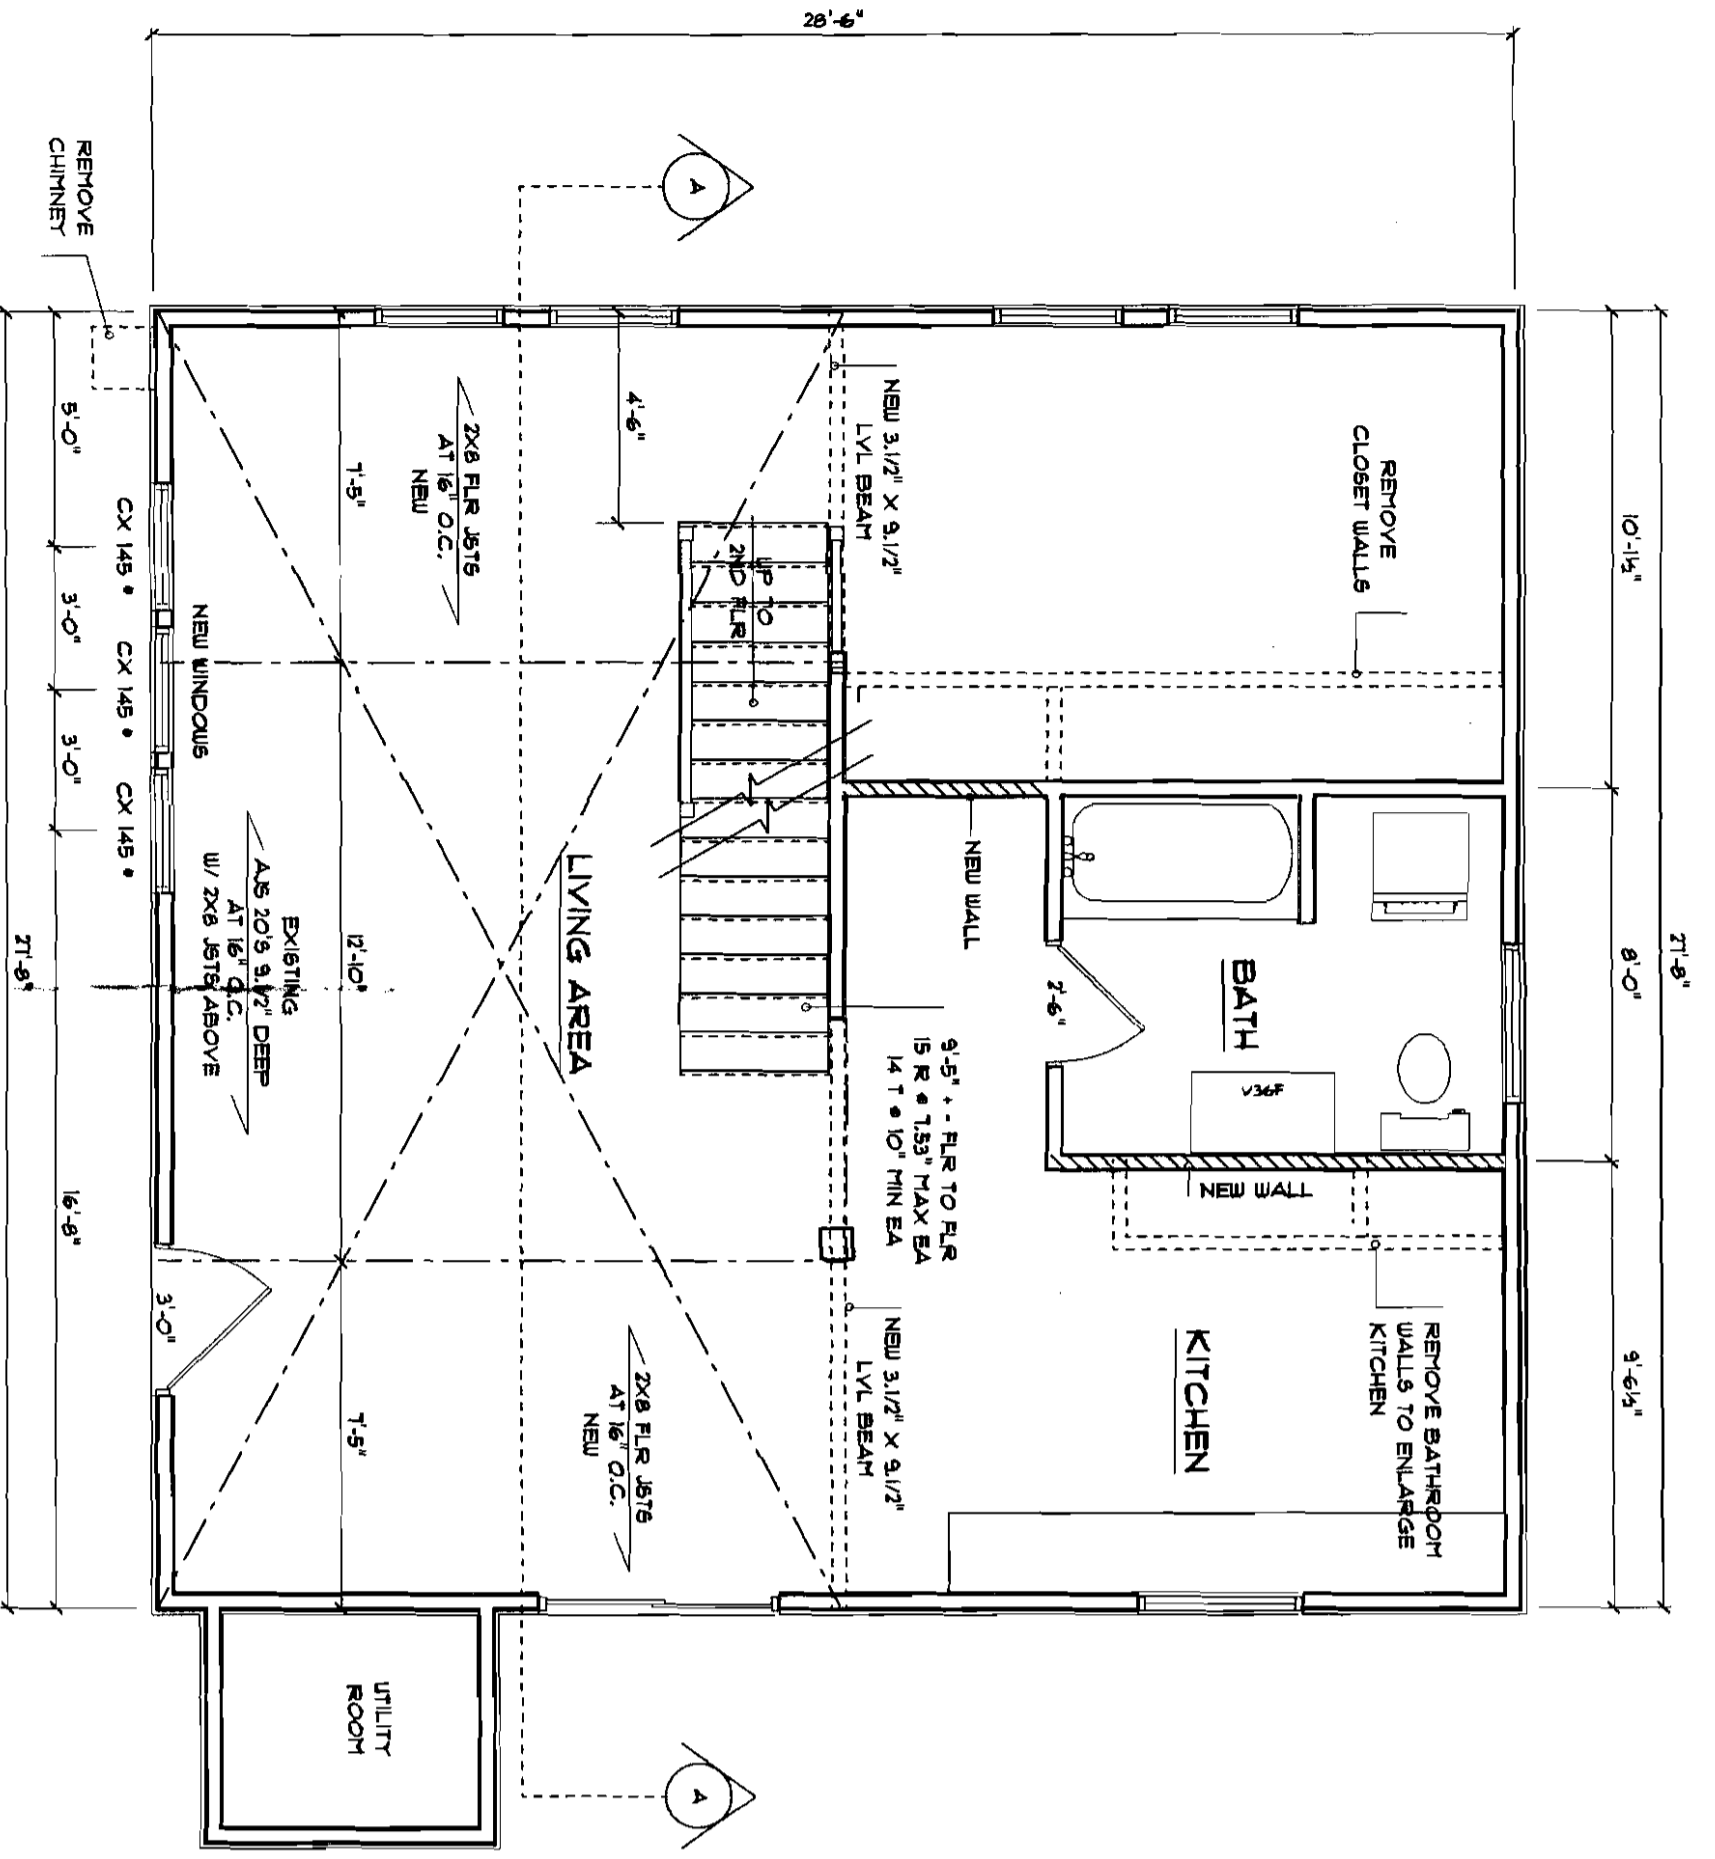 28'-6"
27'-8"
10'-1½"
8'-0"
9'-6½"
REMOVE
CLOSET WALLS
REMOVE BATHROOM
WALLS TO ENLARGE
KITCHEN
BATH
V36F
2'-6"
NEW WALL
KITCHEN
NEW WALL
A
A
NEW 3.1/2" X 9.1/2"
LVL BEAM
9'-5" + - FLR TO FLR
15 R @ 7.53" MAX EA
14 T @ 10" MIN EA
NEW 3.1/2" X 9.1/2"
LVL BEAM
UP TO
2ND FLR
4'-6"
LIVING AREA
2X8 FLR JSTS
AT 16" O.C.
NEW
2X8 FLR JSTS
AT 16" O.C.
NEW
7'-5"
12'-10"
7'-5"
UTILITY
ROOM
EXISTING
AJS 20'S 9.1/2" DEEP
AT 16" O.C.
W/ 2X8 JSTS ABOVE
NEW WINDOWS
3'-0"
CX 145 •
CX 145 •
CX 145 •
REMOVE
CHIMNEY
5'-0"
3'-0"
3'-0"
16'-8"
27'-8"